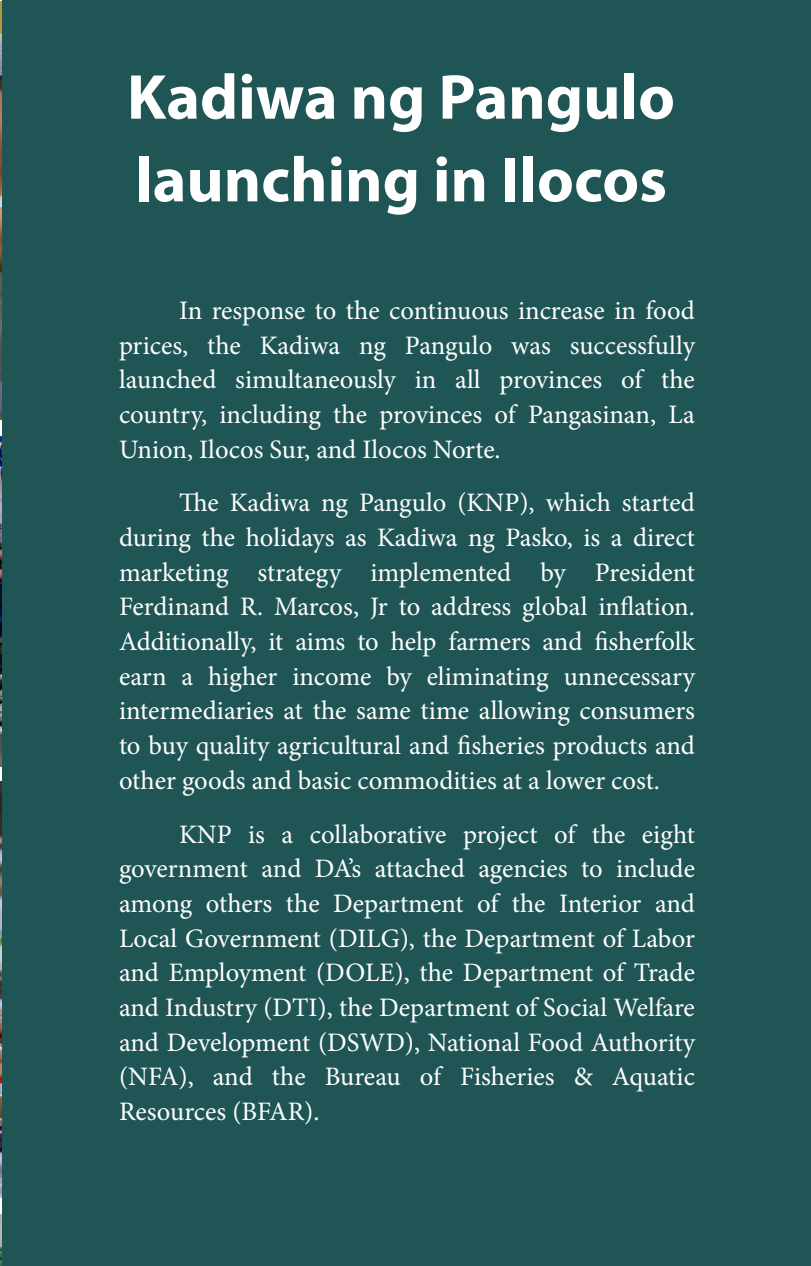 Kadiwa ng Pangulo
launching in Ilocos
In response to the continuous increase in food
prices, the Kadiwa ng Pangulo was successfully
launched simultaneously in all provinces of the
country, including the provinces of Pangasinan, La
Union, Ilocos Sur, and Ilocos Norte.
The Kadiwa ng Pangulo (KNP), which started
during the holidays as Kadiwa ng Pasko, is a direct
marketing strategy implemented by President
Ferdinand R. Marcos, Jr to address global inflation.
Additionally, it aims to help farmers and fisherfolk
earn a higher income by eliminating unnecessary
intermediaries at the same time allowing consumers
to buy quality agricultural and fisheries products and
other goods and basic commodities at a lower cost.
KNP is a collaborative project of the eight
government and DA’s attached agencies to include
among others the Department of the Interior and
Local Government (DILG), the Department of Labor
and Employment (DOLE), the Department of Trade
and Industry (DTI), the Department of Social Welfare
and Development (DSWD), National Food Authority
(NFA), and the Bureau of Fisheries & Aquatic
Resources (BFAR).